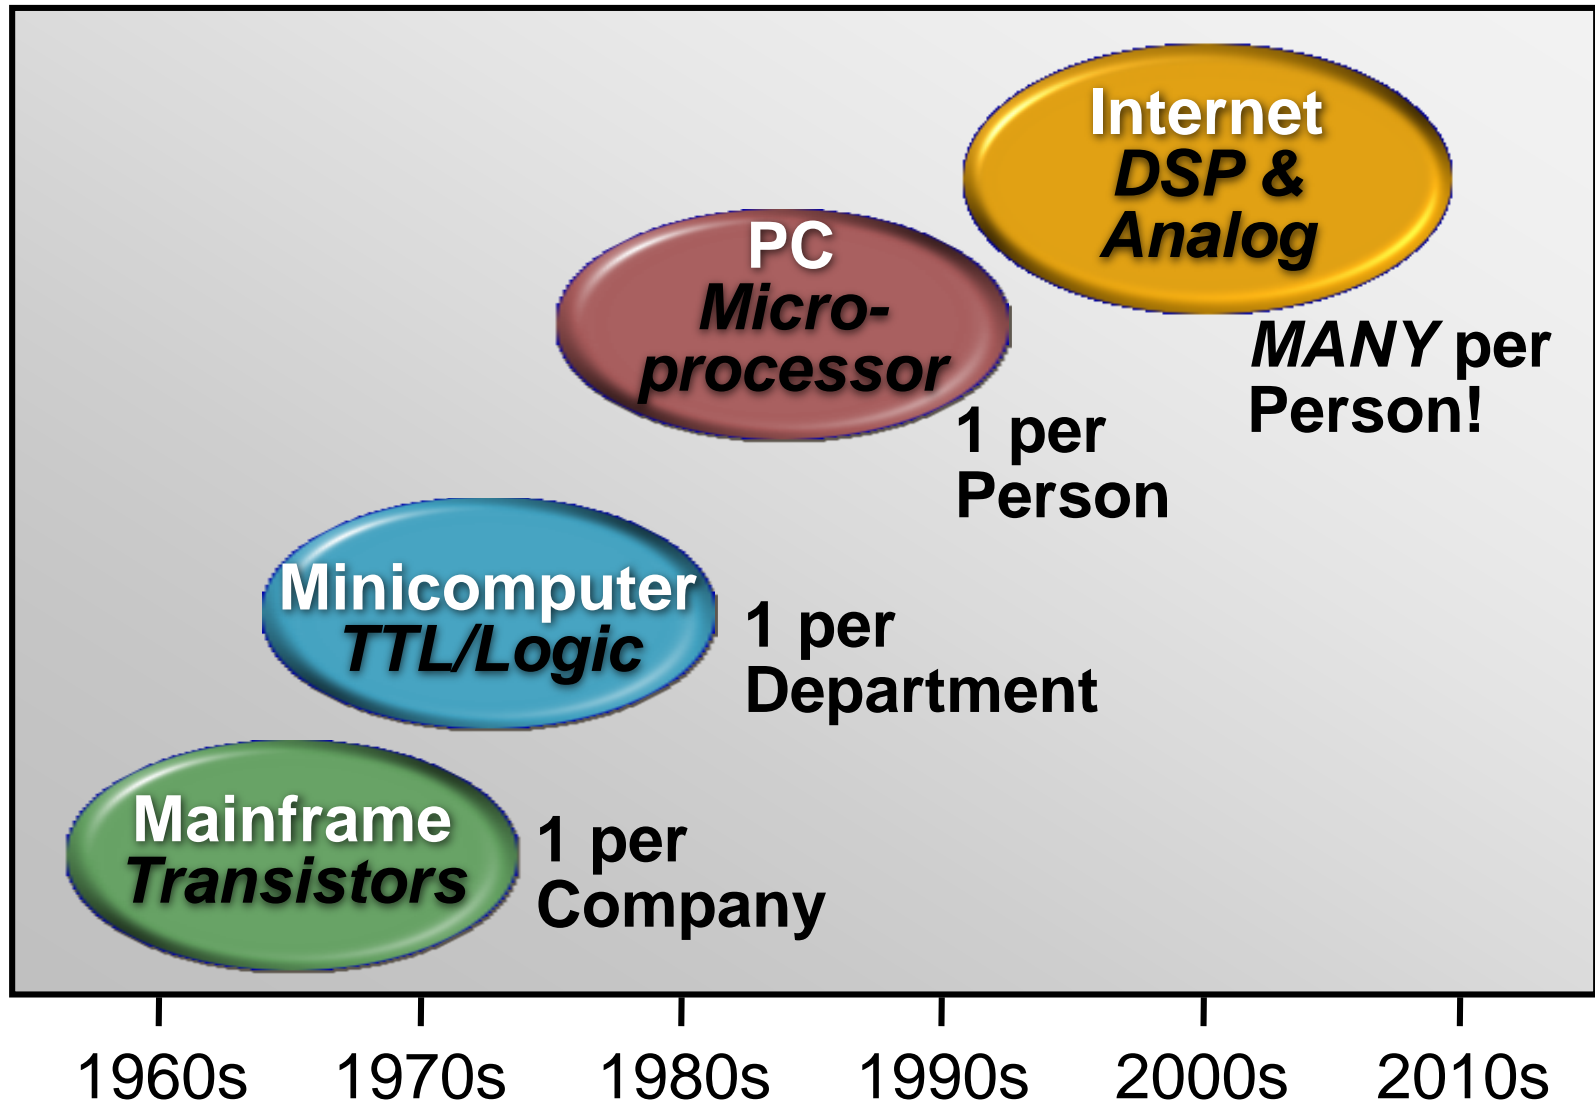 Internet
DSP &
Analog
MANY per
Person!
PC
Micro-
processor
1 per
Person
Minicomputer
TTL/Logic
1 per
Department
Mainframe
Transistors
1 per
Company
1960s 1970s 1980s 1990s 2000s 2010s